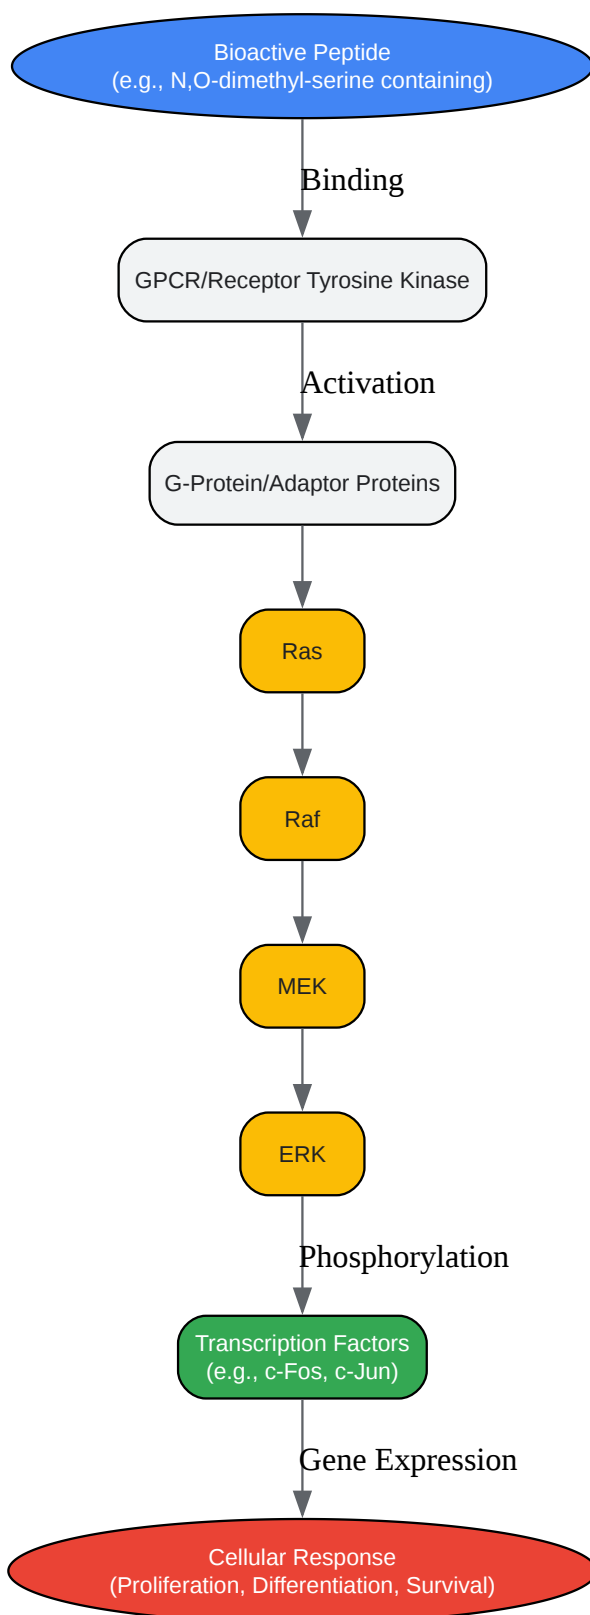 Bioactive Peptide
(e.g., N,O-dimethyl-serine containing)
Binding
GPCR/Receptor Tyrosine Kinase
Activation
G-Protein/Adaptor Proteins
Ras
Raf
MEK
ERK
Phosphorylation
Transcription Factors
(e.g., c-Fos, c-Jun)
Gene Expression
Cellular Response
(Proliferation, Differentiation, Survival)